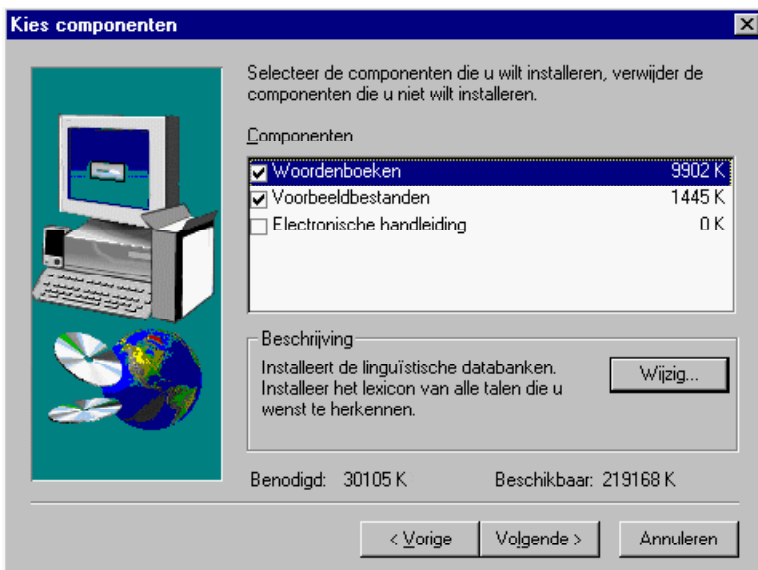 Kies componenten
Selecteer de componenten die u wilt installeren, verwijder de
componenten die u niet wilt installeren.
Componenten
Woordenboeken 9902 K
Voorbeeldbestanden 1445 K
Electronische handleiding 0 K
Beschrijving
Installeert de linguïstische databanken.
Installeer het lexicon van alle talen die u
wenst te herkennen.
Wijzig...
Benodigd: 30105 K Beschikbaar: 219168 K
< Vorige Volgende > Annuleren